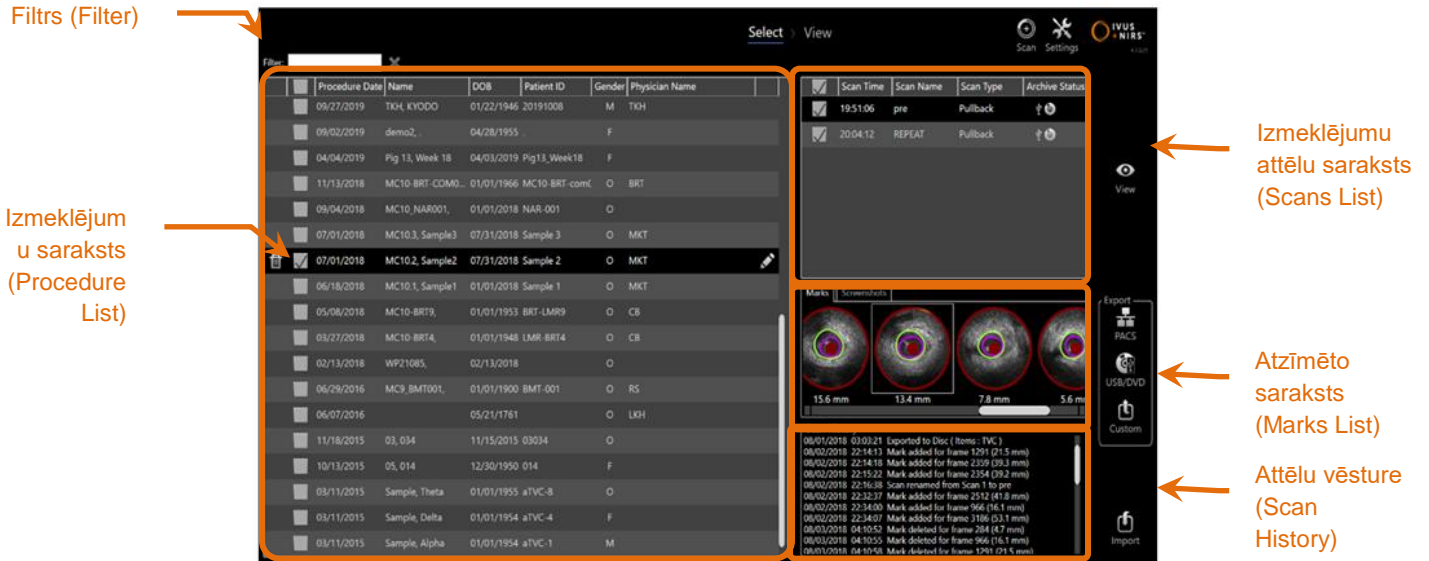 Filtrs (Filter)
Select > View
Scan Settings
IVUS
+NIRS
Filter:
Procedure Date Name DOB Patient ID Gender Physician Name
09/27/2019 TKH, KYODO 01/22/1946 20191008 M TKH
09/02/2019 demo2, . 04/28/1955 . F
04/04/2019 Pig 13, Week 18 04/03/2019 Pig13_Week18 F
11/13/2018 MC10-BRT-COM0... 01/01/1966 MC10-BRT-com( O BRT
09/04/2018 MC10_NAR001, 01/01/2018 NAR-001 O
07/01/2018 MC10.3, Sample3 07/31/2018 Sample 3 O MKT
07/01/2018 MC10.2, Sample2 07/31/2018 Sample 2 O MKT
06/18/2018 MC10.1, Sample1 01/01/2018 Sample 1 O MKT
05/08/2018 MC10-BRT9, 01/01/1953 BRT-LMR9 O CB
03/27/2018 MC10-BRT4, 01/01/1948 LMR-BRT4 O CB
02/13/2018 WP21085, 02/13/2018 O
06/29/2016 MC9_BMT001, 01/01/1900 BMT-001 O RS
06/07/2016 05/21/1761 O LKH
11/18/2015 03, 034 11/15/2015 03034 O
10/13/2015 05, 014 12/30/1950 014 F
03/11/2015 Sample, Theta 01/01/1955 aTVC-8 O
03/11/2015 Sample, Delta 01/01/1954 aTVC-4 F
03/11/2015 Sample, Alpha 01/01/1954 aTVC-1 M
Izmeklējum
u saraksts
(Procedure
List)
Scan Time Scan Name Scan Type Archive Status
19:51:06 pre Pullback
20:04:12 REPEAT Pullback
View
Izmeklējumu
attēlu saraksts
(Scans List)
Marks Screenshots
15.6 mm 13.4 mm 7.8 mm 5.6 m
Export
PACS
USB/DVD
Custom
Atzīmēto
saraksts
(Marks List)
08/01/2018 03:03:21 Exported to Disc ( Items : TVC )
08/02/2018 22:14:13 Mark added for frame 1291 (21.5 mm)
08/02/2018 22:14:18 Mark added for frame 2359 (39.3 mm)
08/02/2018 22:15:22 Mark added for frame 2354 (39.2 mm)
08/02/2018 22:16:38 Scan renamed from Scan 1 to pre
08/02/2018 22:32:37 Mark added for frame 2512 (41.8 mm)
08/02/2018 22:34:00 Mark added for frame 966 (16.1 mm)
08/02/2018 22:34:07 Mark added for frame 3186 (53.1 mm)
08/03/2018 04:10:52 Mark deleted for frame 284 (4.7 mm)
08/03/2018 04:10:55 Mark deleted for frame 966 (16.1 mm)
08/03/2018 04:10:58 Mark deleted for frame 1291 (21.5 mm)
Import
Attēlu vēsture
(Scan
History)